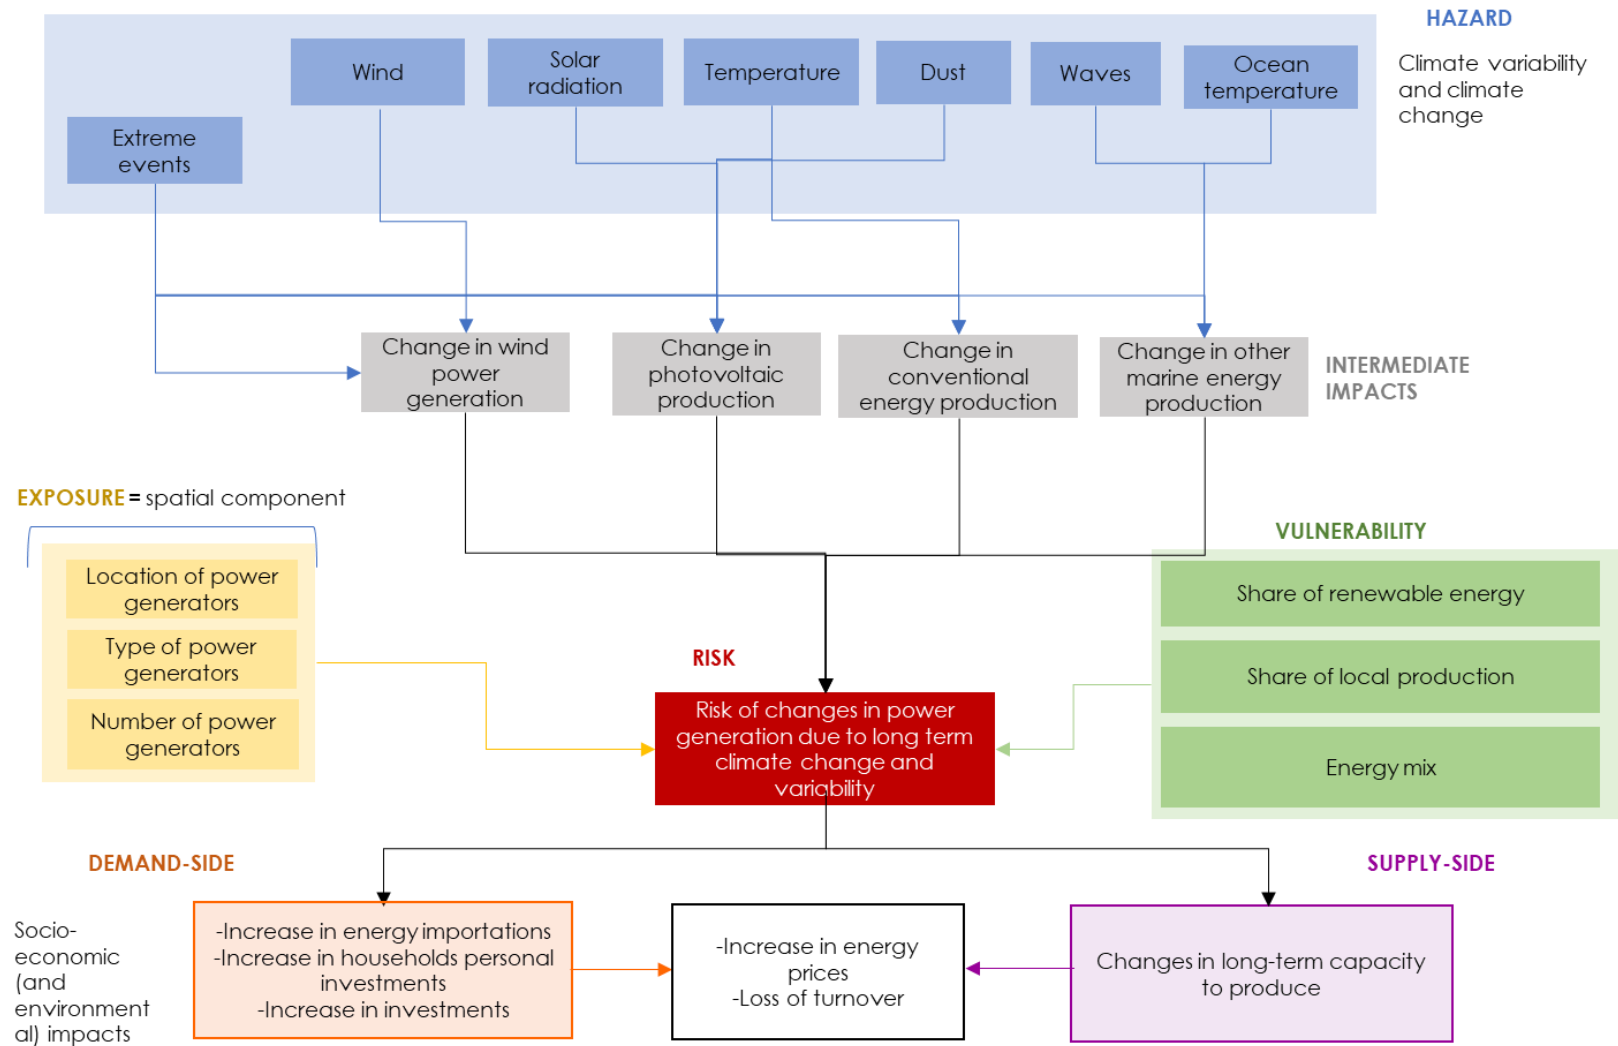 HAZARD
Climate variability
and climate
change
Wind
Solar
radiation
Temperature
Dust
Waves
Ocean
temperature
Extreme
events
Change in wind
power
generation
Change in
photovoltaic
production
Change in
conventional
energy production
Change in other
marine energy
production
INTERMEDIATE
IMPACTS
EXPOSURE = spatial component
Location of power
generators
Type of power
generators
Number of power
generators
VULNERABILITY
Share of renewable energy
Share of local production
Energy mix
RISK
Risk of changes in power
generation due to long term
climate change and
variability
DEMAND-SIDE
SUPPLY-SIDE
Socio-
economic
(and
environment
al) impacts
-Increase in energy importations
-Increase in households personal
investments
-Increase in investments
-Increase in energy
prices
-Loss of turnover
Changes in long-term capacity
to produce